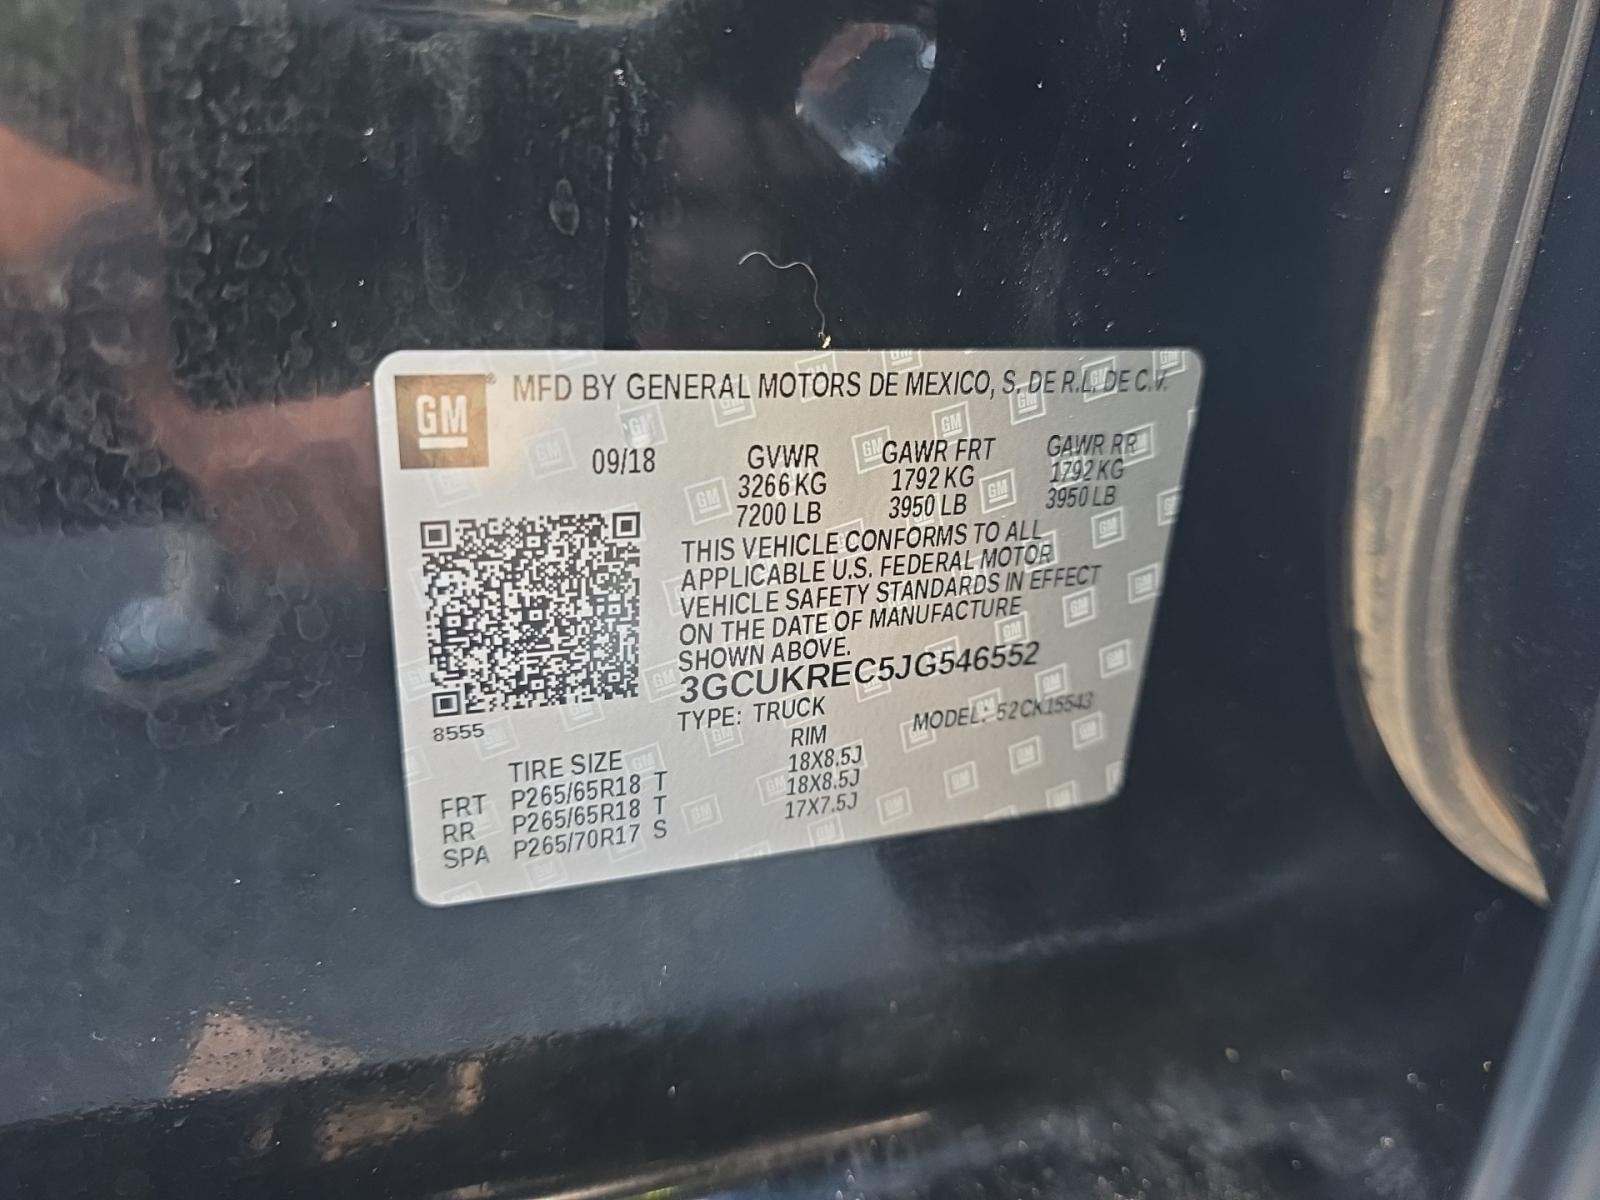 GM MFD BY GENERAL MOTORS DE MEXICO, S. DE R.L. DE C.V.
09/18 GVWR GAWR FRT GAWR RR
3266 KG 1792 KG 1792 KG
7200 LB 3950 LB 3950 LB
THIS VEHICLE CONFORMS TO ALL
APPLICABLE U.S. FEDERAL MOTOR
VEHICLE SAFETY STANDARDS IN EFFECT
ON THE DATE OF MANUFACTURE
SHOWN ABOVE.
3GCUKREC5JG546552
8555 TYPE: TRUCK MODEL: 52CK15543
TIRE SIZE RIM
FRT P265/65R18 T 18X8.5J
RR P265/65R18 T 18X8.5J
SPA P265/70R17 S 17X7.5J